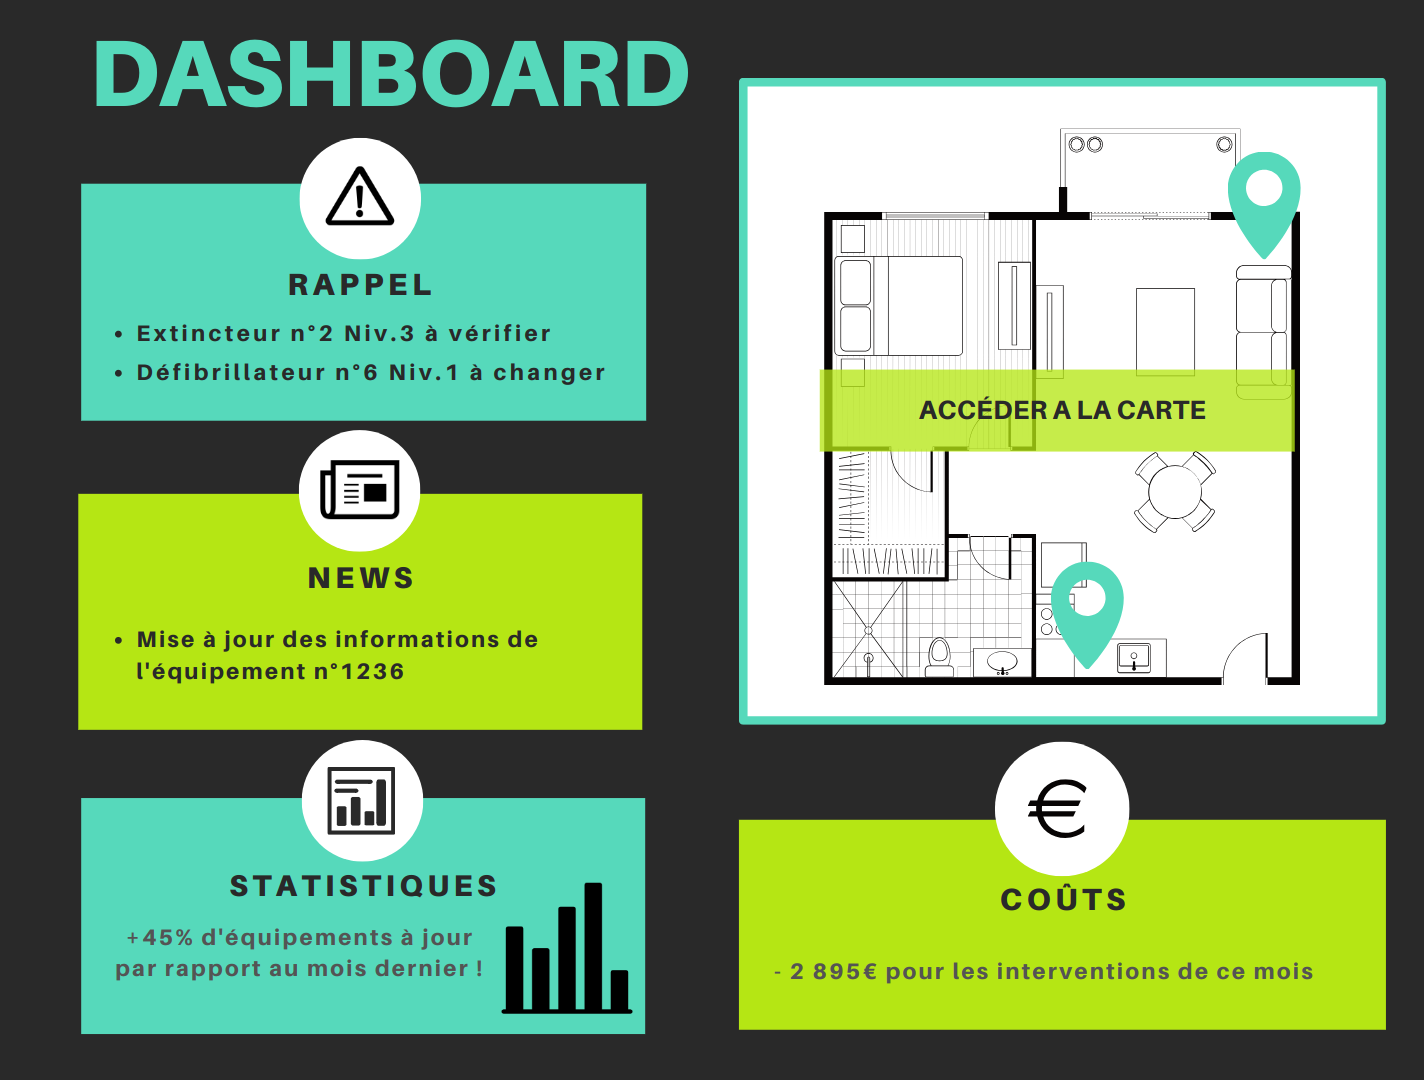 DASHBOARD
RAPPEL
• Extincteur n°2 Niv.3 à vérifier
• Défibrillateur n°6 Niv.1 à changer
NEWS
• Mise à jour des informations de
l'équipement n°1236
STATISTIQUES
+45% d'équipements à jour
par rapport au mois dernier !
ACCÉDER A LA CARTE
€
COÛTS
- 2 895€ pour les interventions de ce mois